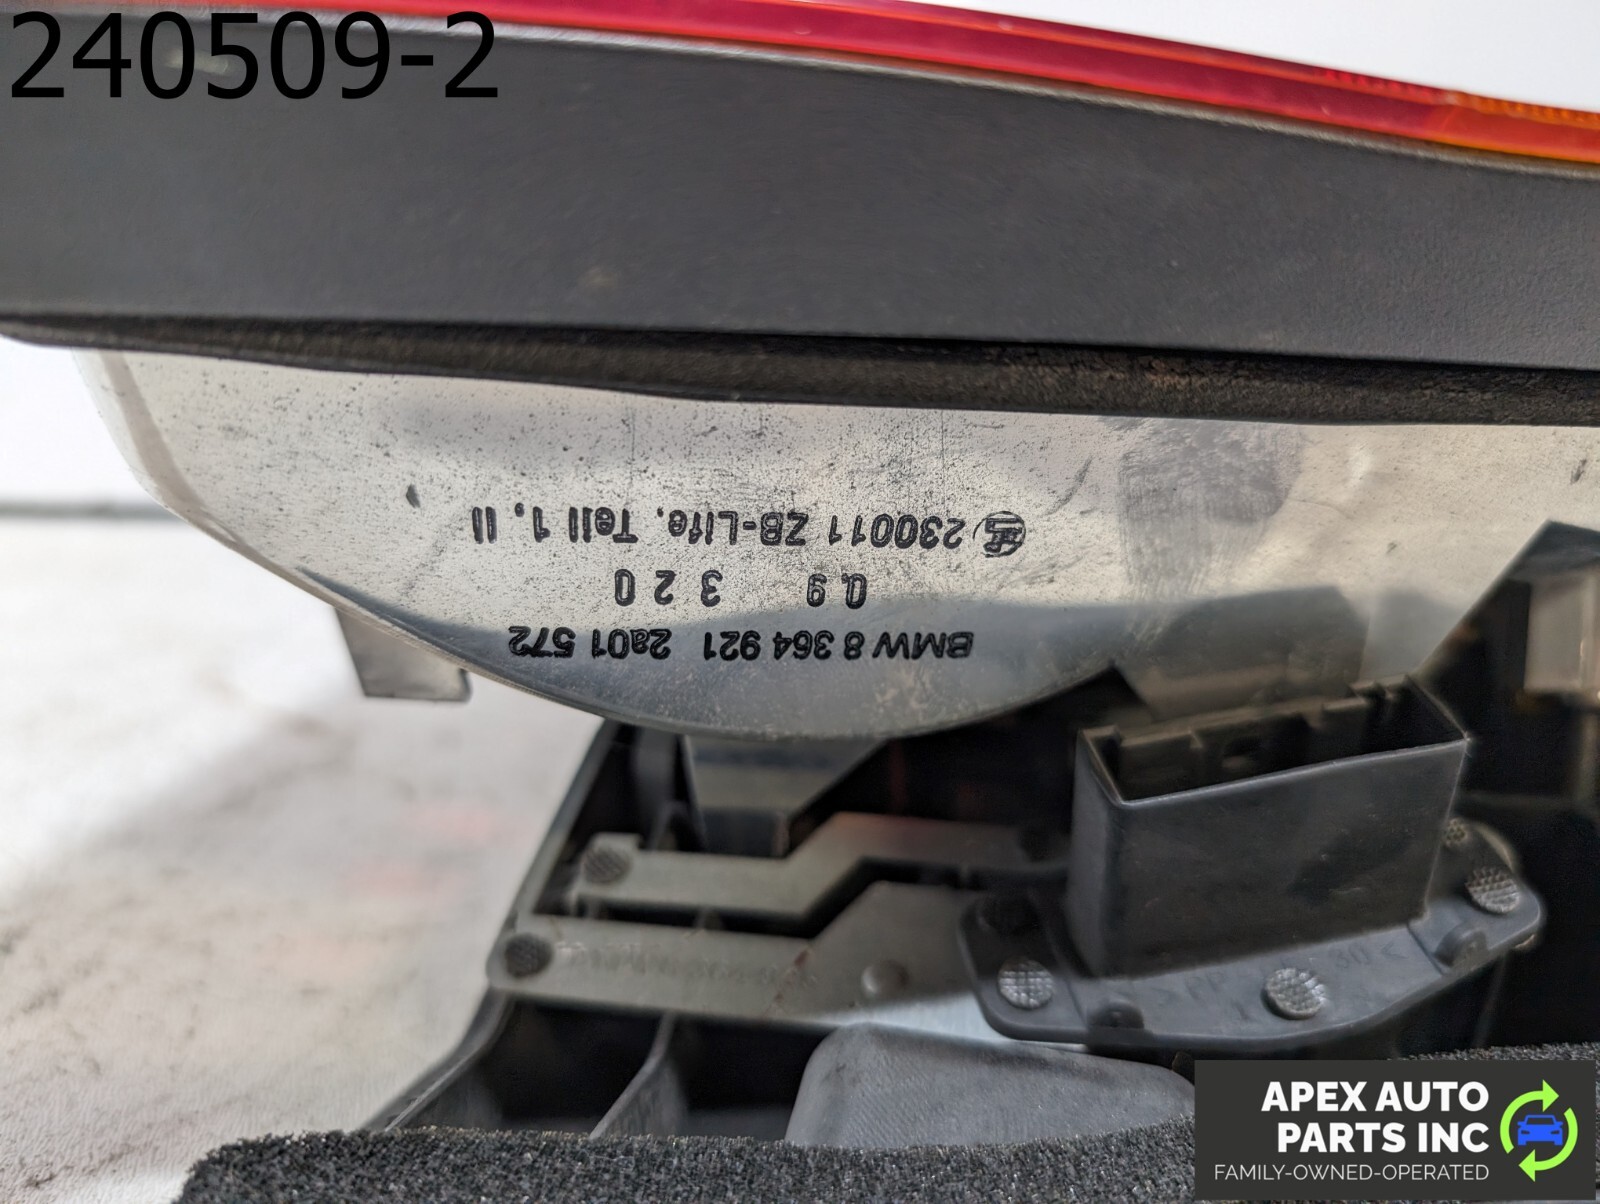 240509-2
BMW 8 364 921 2a01 572
0.9 3 2 0
230011 ZB-Life. Teil 1, II
APEX AUTO
PARTS INC
FAMILY-OWNED-OPERATED